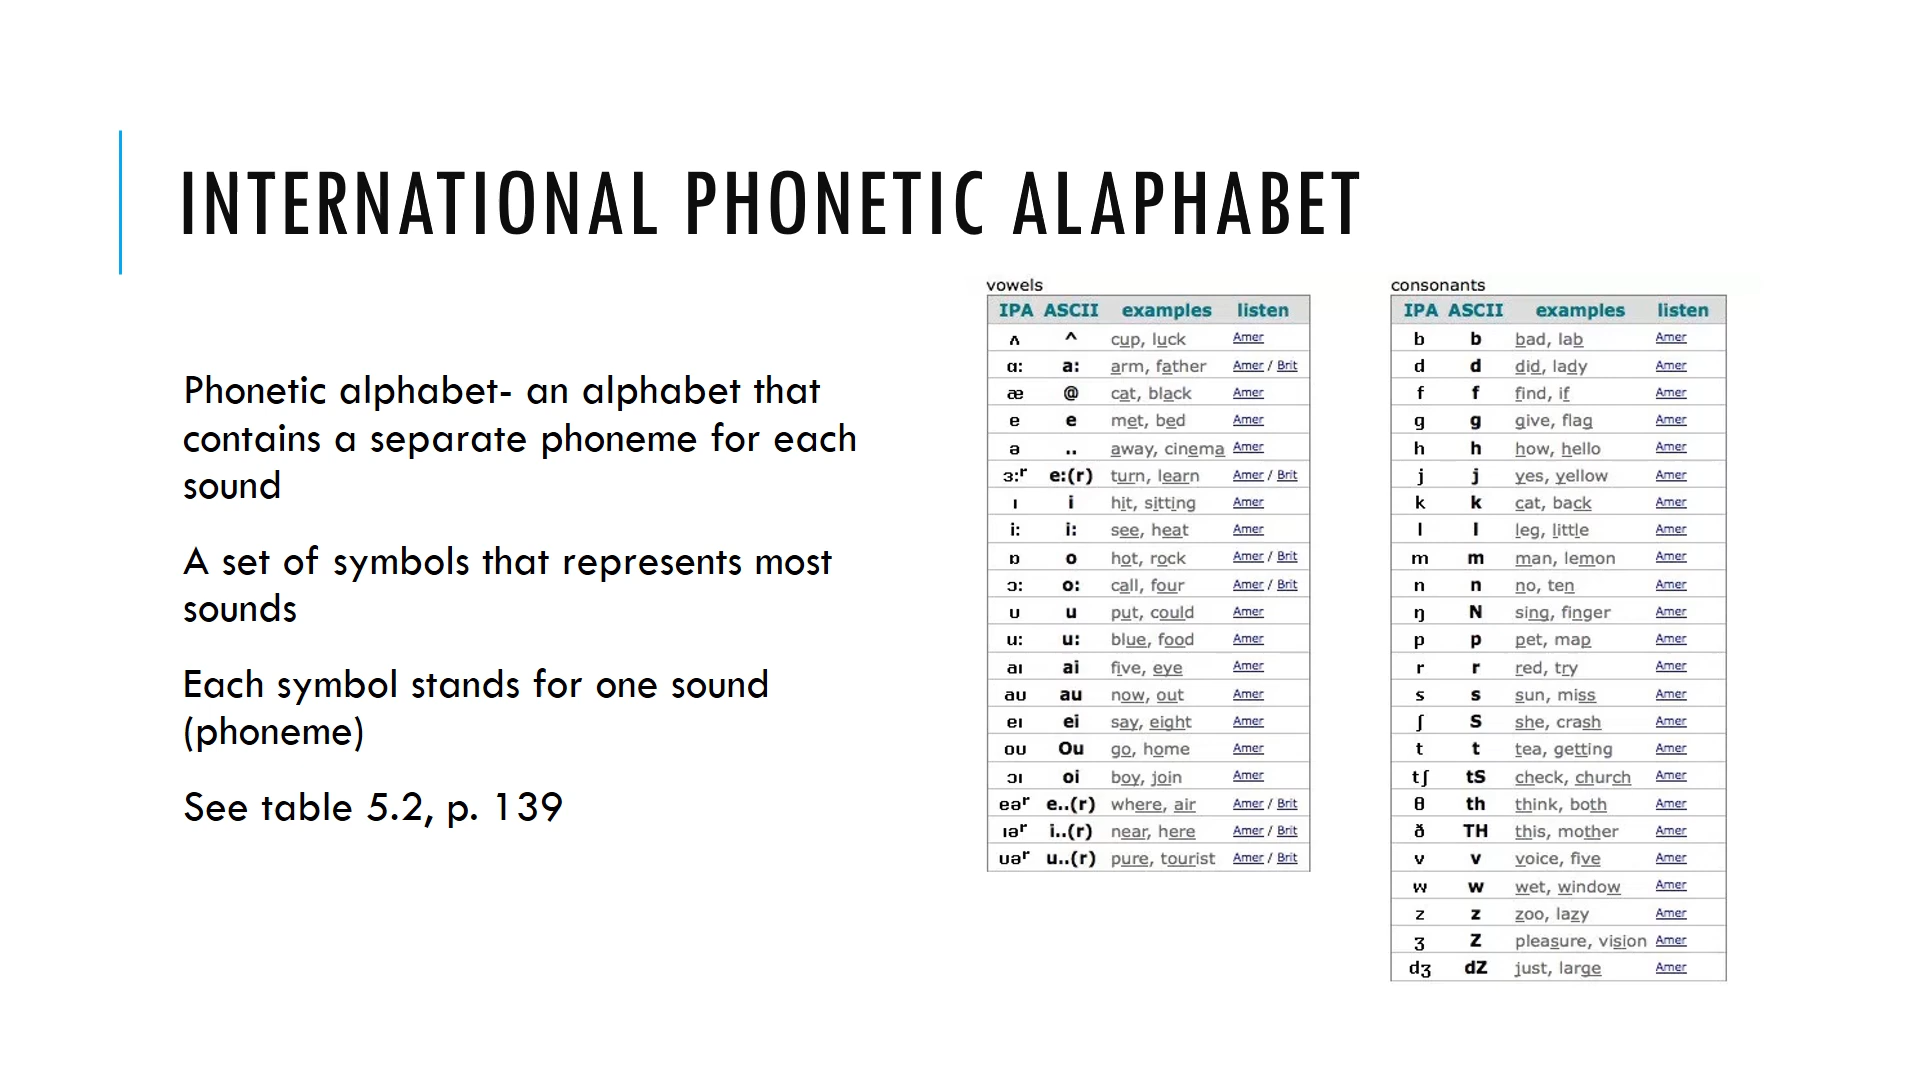 INTERNATIONAL PHONETIC ALAPHABET
Phonetic alphabet- an alphabet that
contains a separate phoneme for each
sound
A set of symbols that represents most
sounds
Each symbol stands for one sound
(phoneme)
See table 5.2, p. 139
vowels
IPA ASCII examples listen
ʌ ^ cup, luck Amer
ɑ: a: arm, father Amer / Brit
æ @ cat, black Amer
e e met, bed Amer
ə .. away, cinema Amer
ɜ:ʳ e:(r) turn, learn Amer / Brit
ɪ i hit, sitting Amer
i: i: see, heat Amer
ɒ o hot, rock Amer / Brit
ɔ: o: call, four Amer / Brit
ʊ u put, could Amer
u: u: blue, food Amer
aɪ ai five, eye Amer
aʊ au now, out Amer
eɪ ei say, eight Amer
oʊ Ou go, home Amer
ɔɪ oi boy, join Amer
eəʳ e..(r) where, air Amer / Brit
ɪəʳ i..(r) near, here Amer / Brit
ʊəʳ u..(r) pure, tourist Amer / Brit
consonants
IPA ASCII examples listen
b b bad, lab Amer
d d did, lady Amer
f f find, if Amer
g g give, flag Amer
h h how, hello Amer
j j yes, yellow Amer
k k cat, back Amer
l l leg, little Amer
m m man, lemon Amer
n n no, ten Amer
ŋ N sing, finger Amer
p p pet, map Amer
r r red, try Amer
s s sun, miss Amer
ʃ S she, crash Amer
t t tea, getting Amer
tʃ tS check, church Amer
θ th think, both Amer
ð TH this, mother Amer
v v voice, five Amer
w w wet, window Amer
z z zoo, lazy Amer
ʒ Z pleasure, vision Amer
dʒ dZ just, large Amer